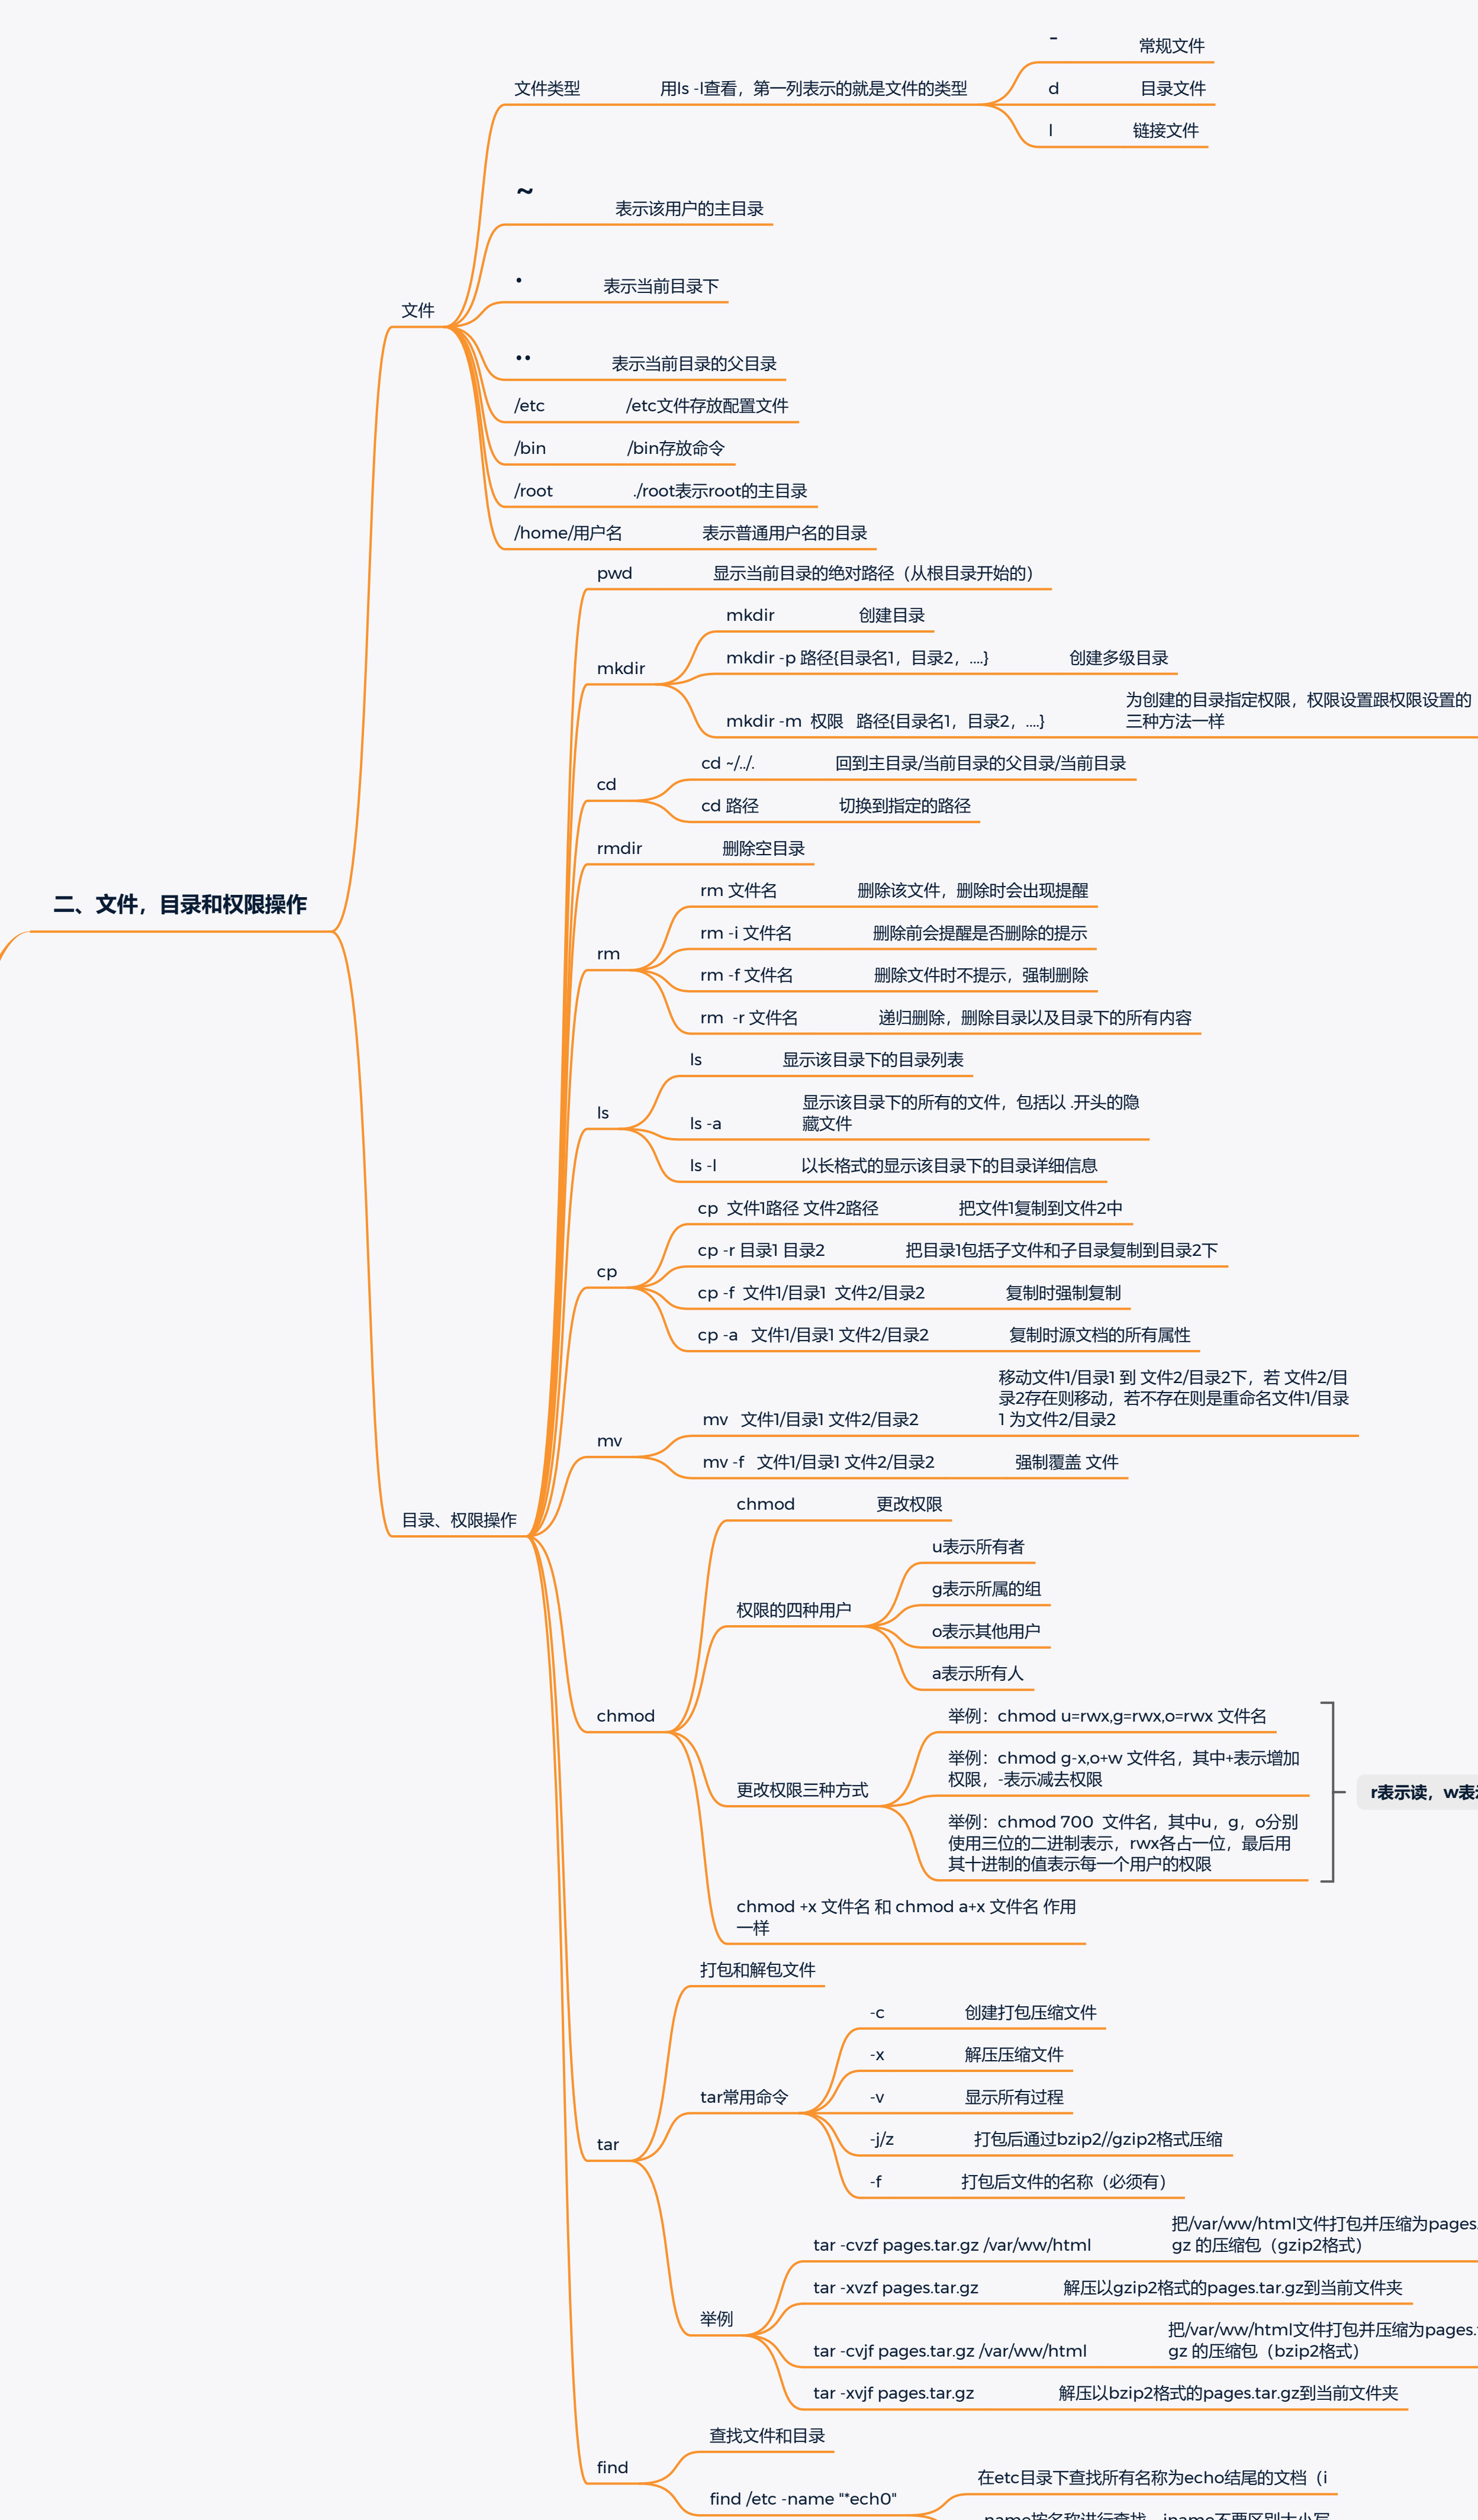 二、文件，目录和权限操作
文件
文件类型
用ls -l查看，第一列表示的就是文件的类型
-
常规文件
d
目录文件
l
链接文件
~
表示该用户的主目录
.
表示当前目录下
..
表示当前目录的父目录
/etc
/etc文件存放配置文件
/bin
/bin存放命令
/root
./root表示root的主目录
/home/用户名
表示普通用户名的目录
目录、权限操作
pwd
显示当前目录的绝对路径（从根目录开始的）
mkdir
mkdir
创建目录
mkdir -p 路径{目录名1，目录2，....}
创建多级目录
mkdir -m 权限 路径{目录名1，目录2，....}
为创建的目录指定权限，权限设置跟权限设置的
三种方法一样
cd
cd ~/../.
回到主目录/当前目录的父目录/当前目录
cd 路径
切换到指定的路径
rmdir
删除空目录
rm
rm 文件名
删除该文件，删除时会出现提醒
rm -i 文件名
删除前会提醒是否删除的提示
rm -f 文件名
删除文件时不提示，强制删除
rm -r 文件名
递归删除，删除目录以及目录下的所有内容
ls
ls
显示该目录下的目录列表
ls -a
显示该目录下的所有的文件，包括以 .开头的隐
藏文件
ls -l
以长格式的显示该目录下的目录详细信息
cp
cp 文件1路径 文件2路径
把文件1复制到文件2中
cp -r 目录1 目录2
把目录1包括子文件和子目录复制到目录2下
cp -f 文件1/目录1 文件2/目录2
复制时强制复制
cp -a 文件1/目录1 文件2/目录2
复制时源文档的所有属性
mv
mv 文件1/目录1 文件2/目录2
移动文件1/目录1 到 文件2/目录2下，若 文件2/目
录2存在则移动，若不存在则是重命名文件1/目录
1 为文件2/目录2
mv -f 文件1/目录1 文件2/目录2
强制覆盖 文件
chmod
chmod
更改权限
权限的四种用户
u表示所有者
g表示所属的组
o表示其他用户
a表示所有人
更改权限三种方式
举例：chmod u=rwx,g=rwx,o=rwx 文件名
举例：chmod g-x,o+w 文件名，其中+表示增加
权限，-表示减去权限
举例：chmod 700 文件名，其中u，g，o分别
使用三位的二进制表示，rwx各占一位，最后用
其十进制的值表示每一个用户的权限
r表示读，w表
chmod +x 文件名 和 chmod a+x 文件名 作用
一样
tar
打包和解包文件
tar常用命令
-c
创建打包压缩文件
-x
解压压缩文件
-v
显示所有过程
-j/z
打包后通过bzip2//gzip2格式压缩
-f
打包后文件的名称（必须有）
举例
tar -cvzf pages.tar.gz /var/ww/html
把/var/ww/html文件打包并压缩为pages.
gz 的压缩包（gzip2格式）
tar -xvzf pages.tar.gz
解压以gzip2格式的pages.tar.gz到当前文件夹
tar -cvjf pages.tar.gz /var/ww/html
把/var/ww/html文件打包并压缩为pages.
gz 的压缩包（bzip2格式）
tar -xvjf pages.tar.gz
解压以bzip2格式的pages.tar.gz到当前文件夹
find
查找文件和目录
find /etc -name "*ech0"
在etc目录下查找所有名称为echo结尾的文档（i